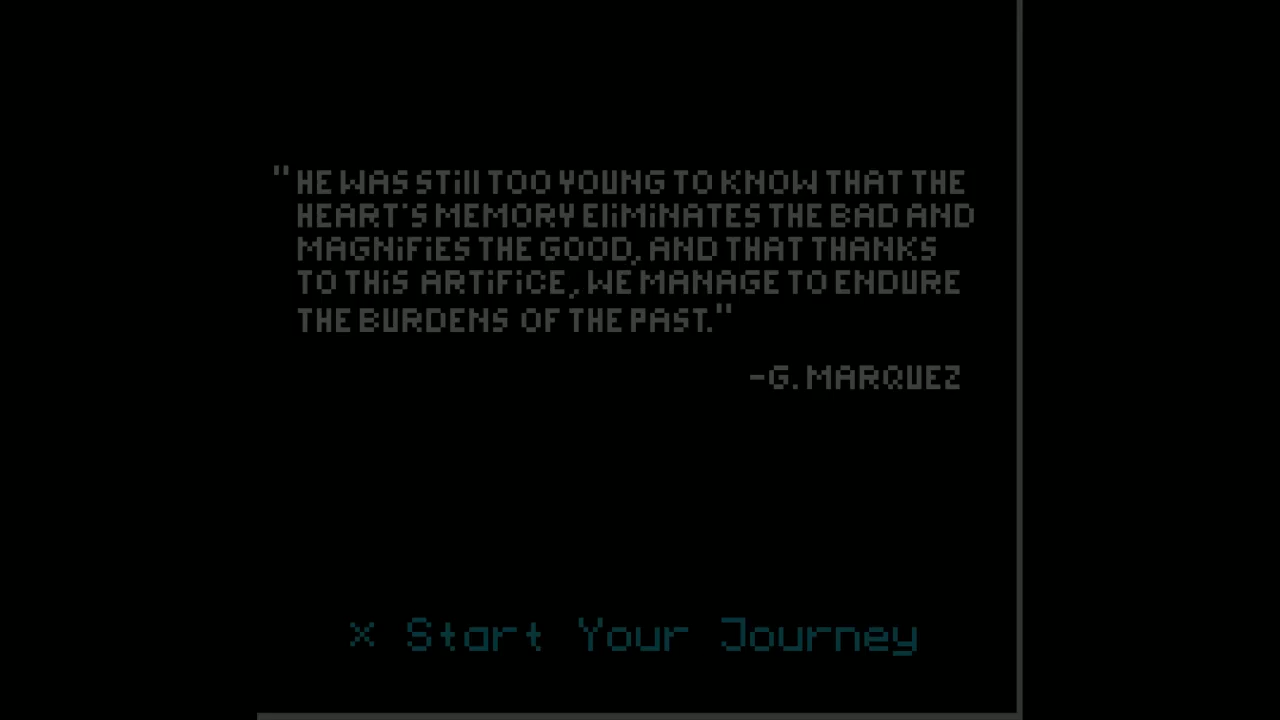 "HE WAS STill TOO YOUNG TO KNOW THAT THE
HEART'S MEMORY EliMiNATES THE BAD AND
MAGNiFiES THE GOOD, AND THAT THANKS
TO THiS ARTiFiCE, WE MANAGE TO ENDURE
THE BURDENS OF THE PAST."
-G. MARQUEZ
x Start Your Journey